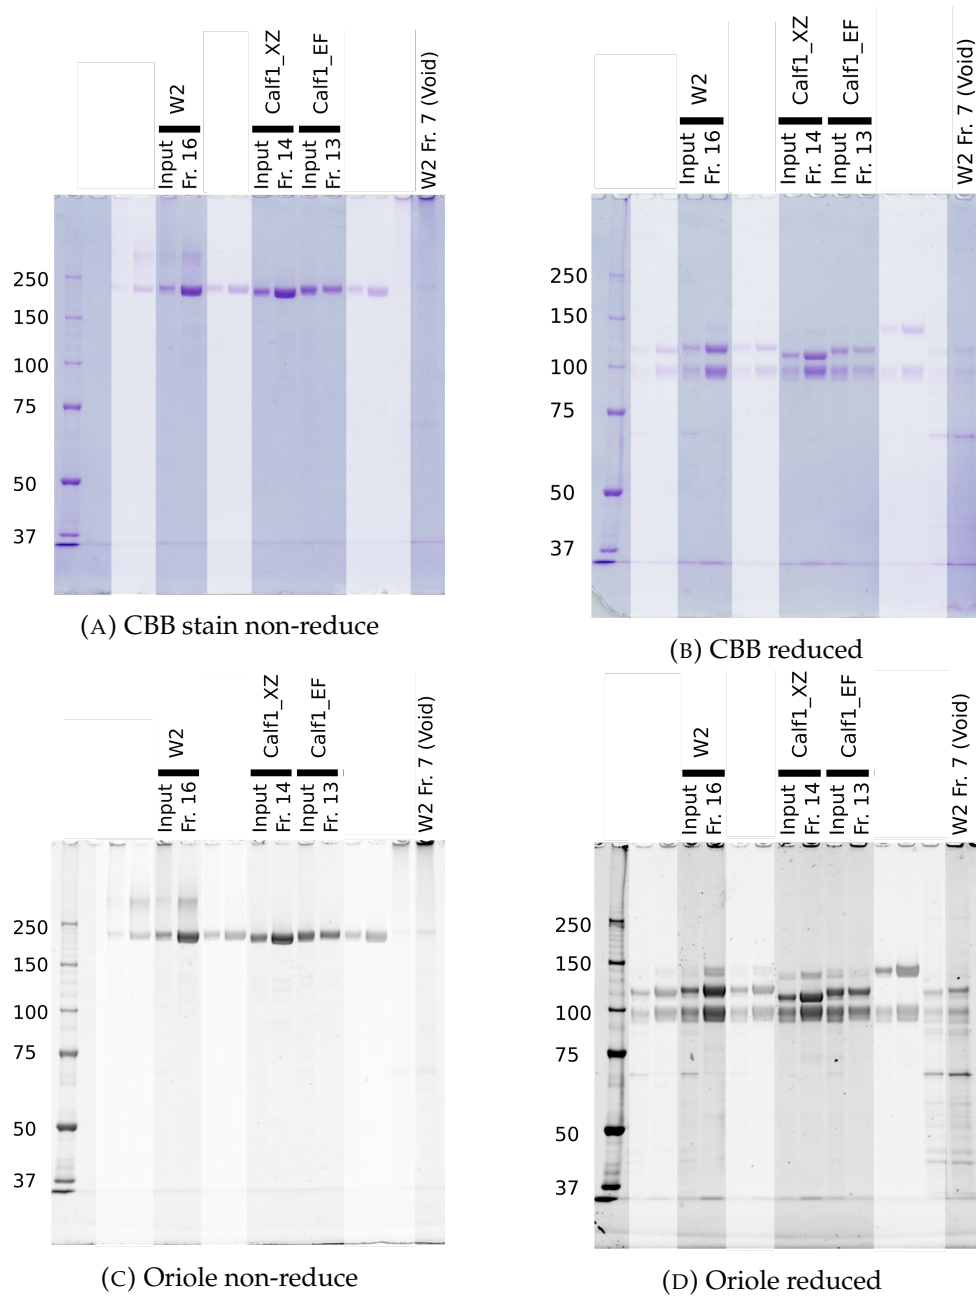 W2
Calf1_XZ
Calf1_EF
Input
Fr. 16
Input
Fr. 14
Input
Fr. 13
W2 Fr. 7 (Void)
250
150
100
75
50
37
(A) CBB stain non-reduce
W2
Calf1_XZ
Calf1_EF
Input
Fr. 16
Input
Fr. 14
Input
Fr. 13
W2 Fr. 7 (Void)
250
150
100
75
50
37
(B) CBB reduced
W2
Calf1_XZ
Calf1_EF
Input
Fr. 16
Input
Fr. 14
Input
Fr. 13
W2 Fr. 7 (Void)
250
150
100
75
50
37
(C) Oriole non-reduce
W2
Calf1_XZ
Calf1_EF
Input
Fr. 16
Input
Fr. 14
Input
Fr. 13
W2 Fr. 7 (Void)
250
150
100
75
50
37
(D) Oriole reduced